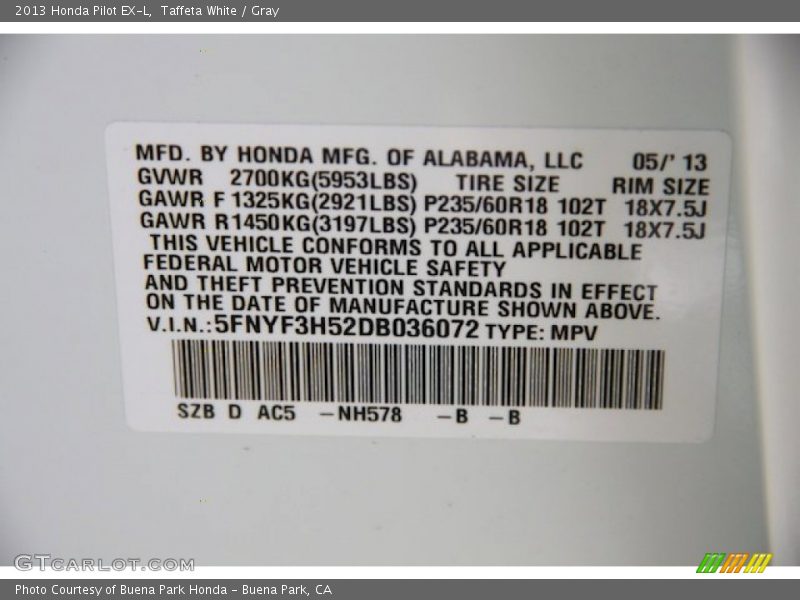 2013 Honda Pilot EX-L, Taffeta White / Gray
MFD. BY HONDA MFG. OF ALABAMA, LLC 05/' 13
GVWR 2700KG(5953LBS) TIRE SIZE RIM SIZE
GAWR F 1325KG(2921LBS) P235/60R18 102T 18X7.5J
GAWR R1450KG(3197LBS) P235/60R18 102T 18X7.5J
THIS VEHICLE CONFORMS TO ALL APPLICABLE
FEDERAL MOTOR VEHICLE SAFETY
AND THEFT PREVENTION STANDARDS IN EFFECT
ON THE DATE OF MANUFACTURE SHOWN ABOVE.
V.I.N.:5FNYF3H52DB036072 TYPE: MPV
SZB D AC5 -NH578 -B -B
GTCARLOT.COM
Photo Courtesy of Buena Park Honda - Buena Park, CA